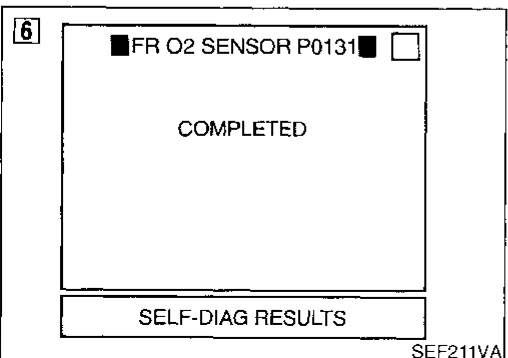 6
FR O2 SENSOR P0131
COMPLETED
SELF-DIAG RESULTS
SEF211VA